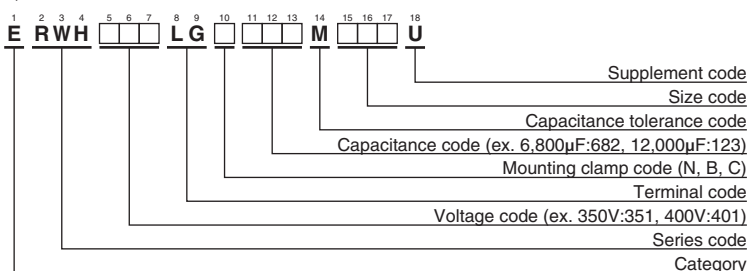 1 2 3 4 5 6 7 8 9 10 11 12 13 14 15 16 17 18
E RWH □□□ LG □ □□□ M □□□ U
Supplement code
Size code
Capacitance tolerance code
Capacitance code (ex. 6,800μF:682, 12,000μF:123)
Mounting clamp code (N, B, C)
Terminal code
Voltage code (ex. 350V:351, 400V:401)
Series code
Category